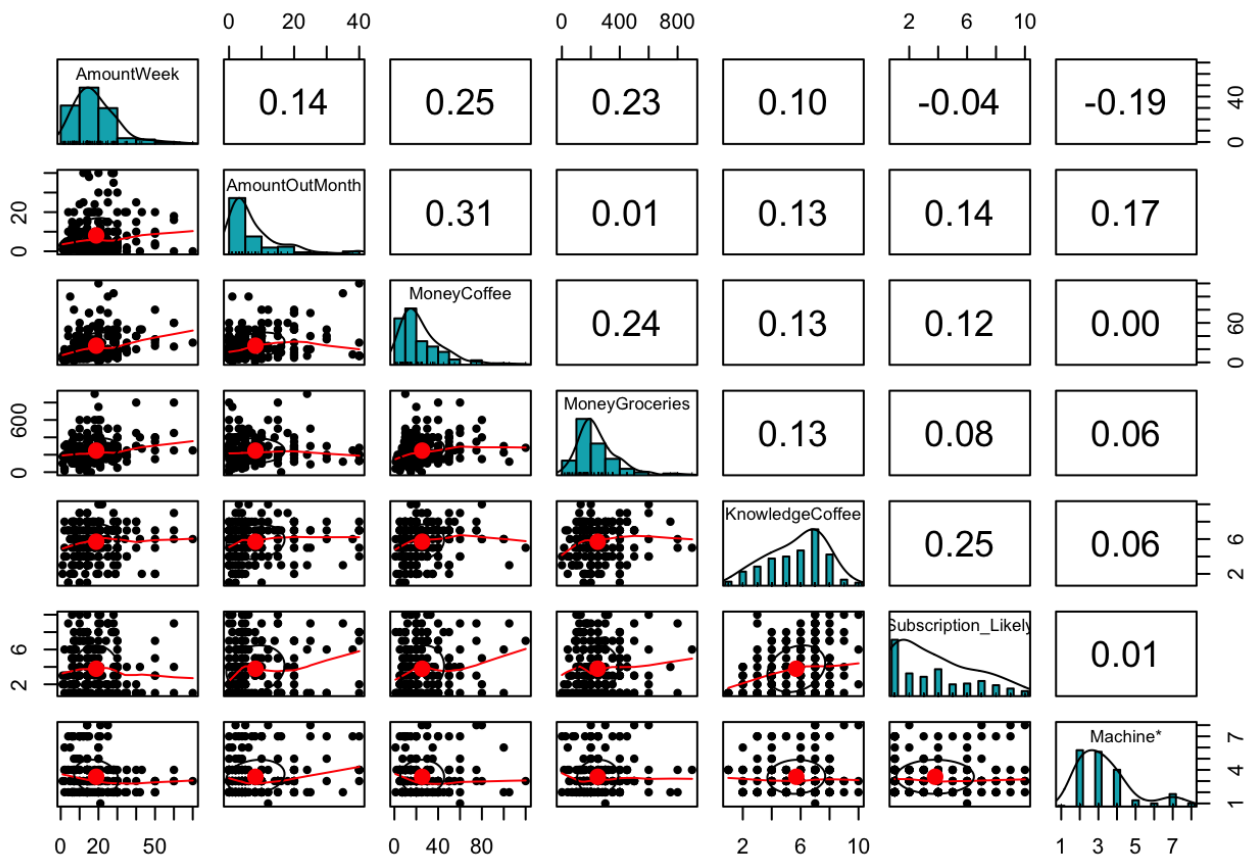 0 20 40 0 400 800 2 6 10
AmountWeek
0.14 0.25 0.23 0.10 -0.04 -0.19
0 40
0 20
AmountOutMonth
0.31 0.01 0.13 0.14 0.17
MoneyCoffee
0.24 0.13 0.12 0.00
0 60
0 600
MoneyGroceries
0.13 0.08 0.06
KnowledgeCoffee
0.25 0.06
2 6
2 6
Subscription_Likely
0.01
Machine*
1 4 7
0 20 50 0 40 80 2 6 10 1 3 5 7